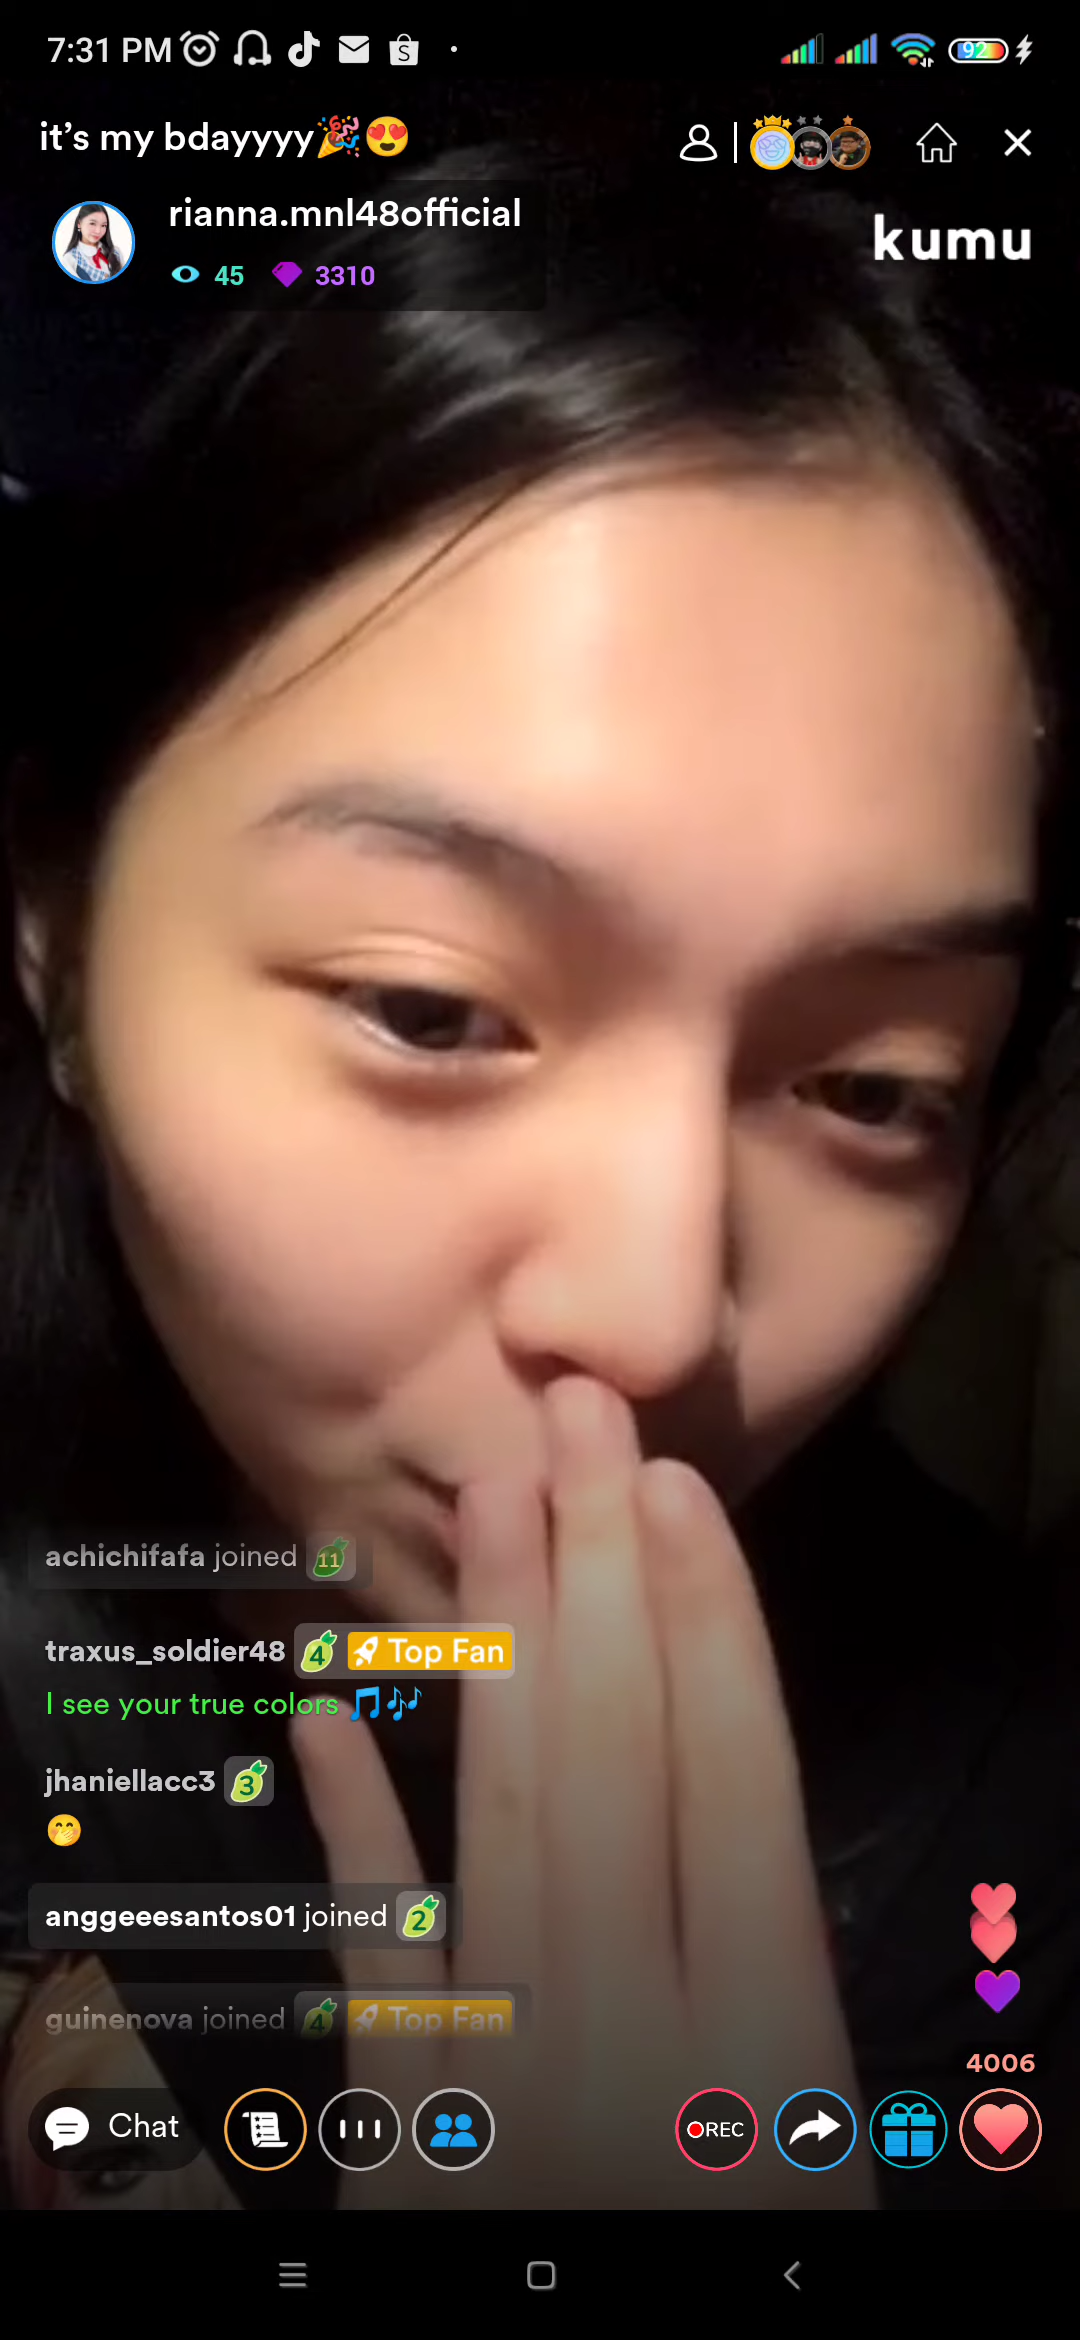 7:31 PM
92
it's my bdayyyy🎉😍
rianna.mnl48official
45 3310
kumu
achichifafa joined 11
traxus_soldier48 4 Top Fan
I see your true colors 🎵🎶
jhaniellacc3 3
🤭
anggeeesantos01 joined 2
guinenova joined 4 Top Fan
4006
Chat
REC